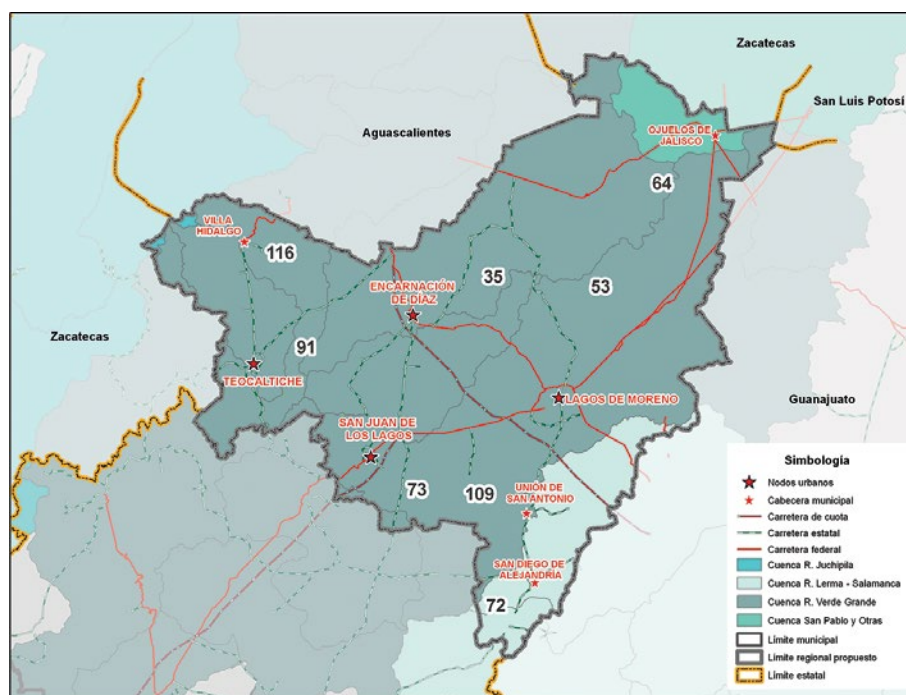 Zacatecas
San Luis Potosí
Aguascalientes
OJUELOS DE
JALISCO
64
VILLA
HIDALGO
116
35
53
ENCARNACIÓN
DE DÍAZ
Zacatecas
91
TEOCALTICHE
LAGOS DE MORENO
Guanajuato
SAN JUAN DE
LOS LAGOS
73
109
UNIÓN DE
SAN ANTONIO
SAN DIEGO DE
ALEJANDRÍA
72
Simbología
Nodos urbanos
Cabecera municipal
Carretera de cuota
Carretera estatal
Carretera federal
Cuenca R. Juchipila
Cuenca R. Lerma - Salamanca
Cuenca R. Verde Grande
Cuenca San Pablo y Otras
Límite municipal
Límite regional propuesto
Límite estatal